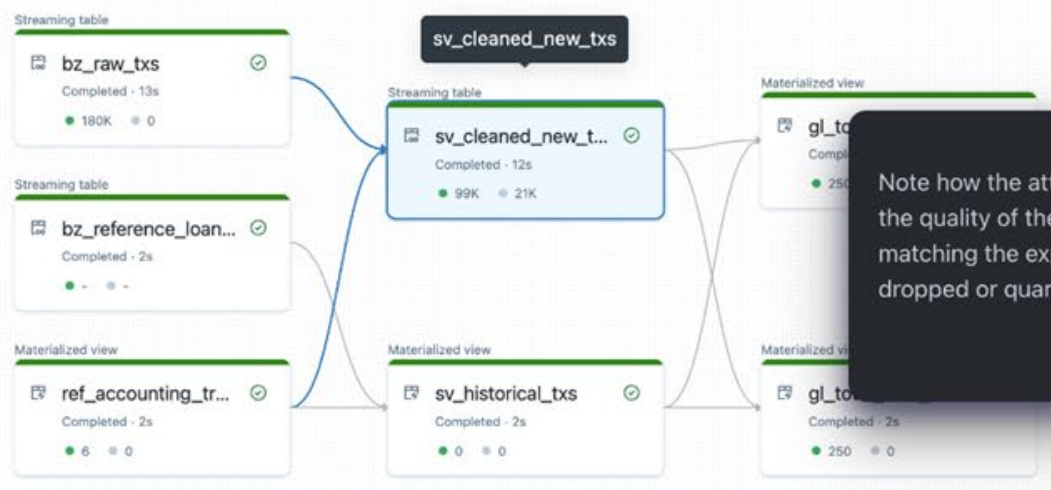 Streaming table
bz_raw_txs
Completed · 13s
180K 0
Streaming table
bz_reference_loan...
Completed · 2s
- -
Materialized view
ref_accounting_tr...
Completed · 2s
6 0
sv_cleaned_new_txs
Streaming table
sv_cleaned_new_t...
Completed · 12s
99K 21K
Materialized view
sv_historical_txs
Completed · 2s
0 0
Materialized view
gl_to
Compl
250
Note how the att
the quality of the
matching the ex
dropped or quar
Materialized vi
gl_to
Completed · 2s
250 0